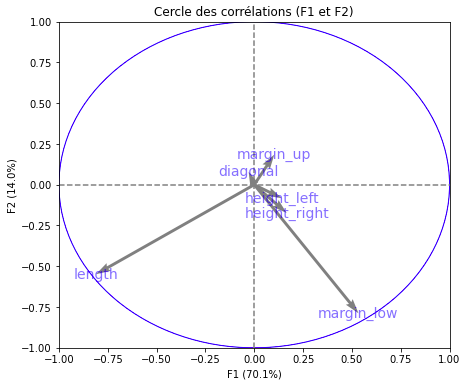 Cercle des corrélations (F1 et F2)
1.00
0.75
0.50
0.25
0.00
−0.25
−0.50
−0.75
−1.00
F2 (14.0%)
margin_up
diagonal
height_left
height_right
length
margin_low
−1.00 −0.75 −0.50 −0.25 0.00 0.25 0.50 0.75 1.00
F1 (70.1%)